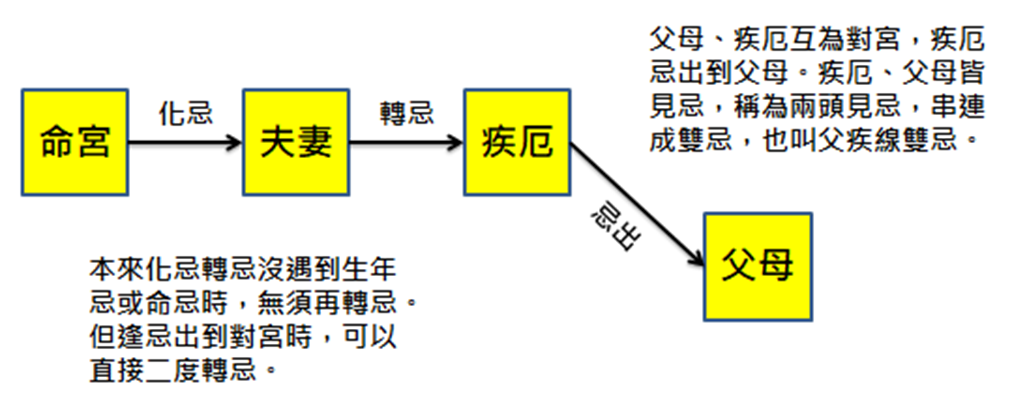 父母、疾厄互為對宮，疾厄
忌出到父母。疾厄、父母皆
見忌，稱為兩頭見忌，串連
成雙忌，也叫父疾線雙忌。
命宮
化忌
夫妻
轉忌
疾厄
忌出
父母
本來化忌轉忌沒遇到生年
忌或命忌時，無須再轉忌。
但逢忌出到對宮時，可以
直接二度轉忌。